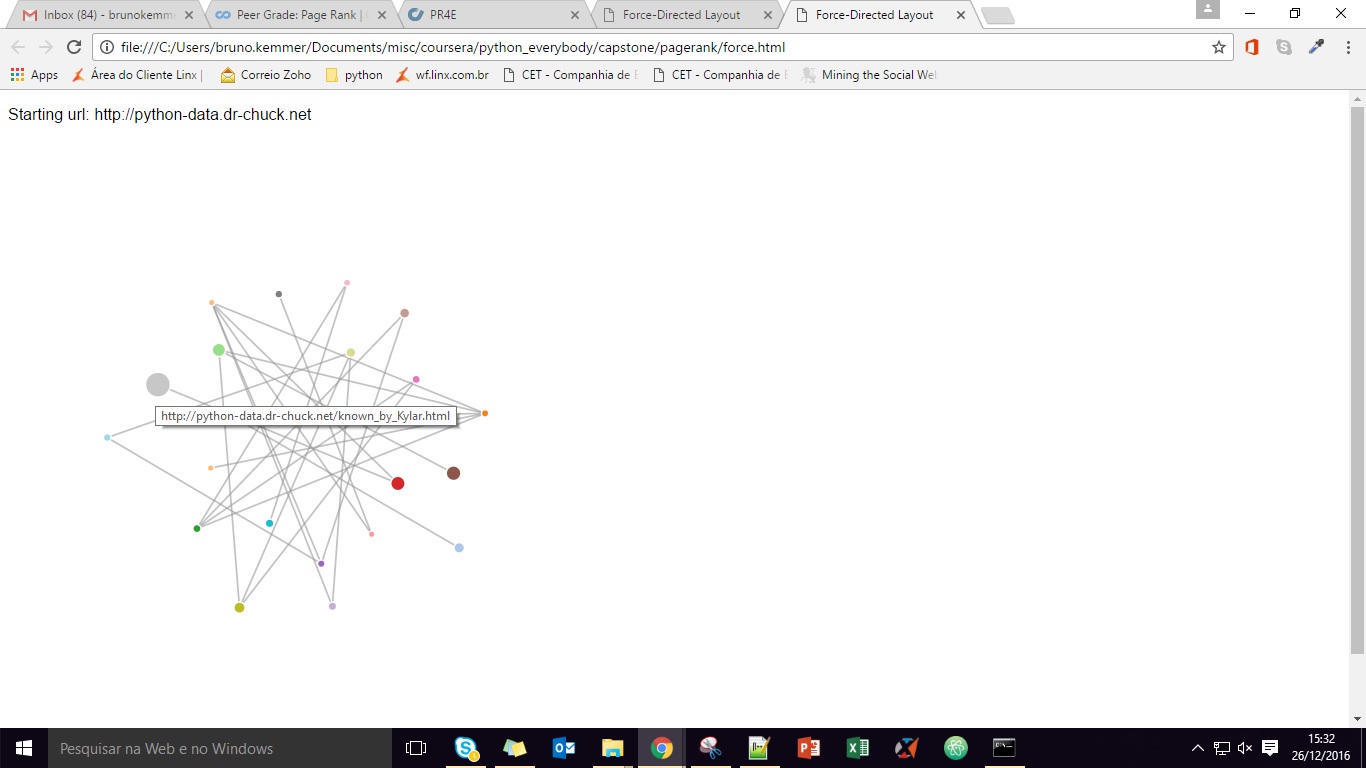 Inbox (84) - brunokemme
Peer Grade: Page Rank |
PR4E
Force-Directed Layout
Force-Directed Layout
file:///C:/Users/bruno.kemmer/Documents/misc/coursera/python_everybody/capstone/pagerank/force.html
Apps
Área do Cliente Linx |
Correio Zoho
python
wf.linx.com.br
CET - Companhia de
CET - Companhia de
Mining the Social Web
Starting url: http://python-data.dr-chuck.net
http://python-data.dr-chuck.net/known_by_Kylar.html
Pesquisar na Web e no Windows
15:32
26/12/2016